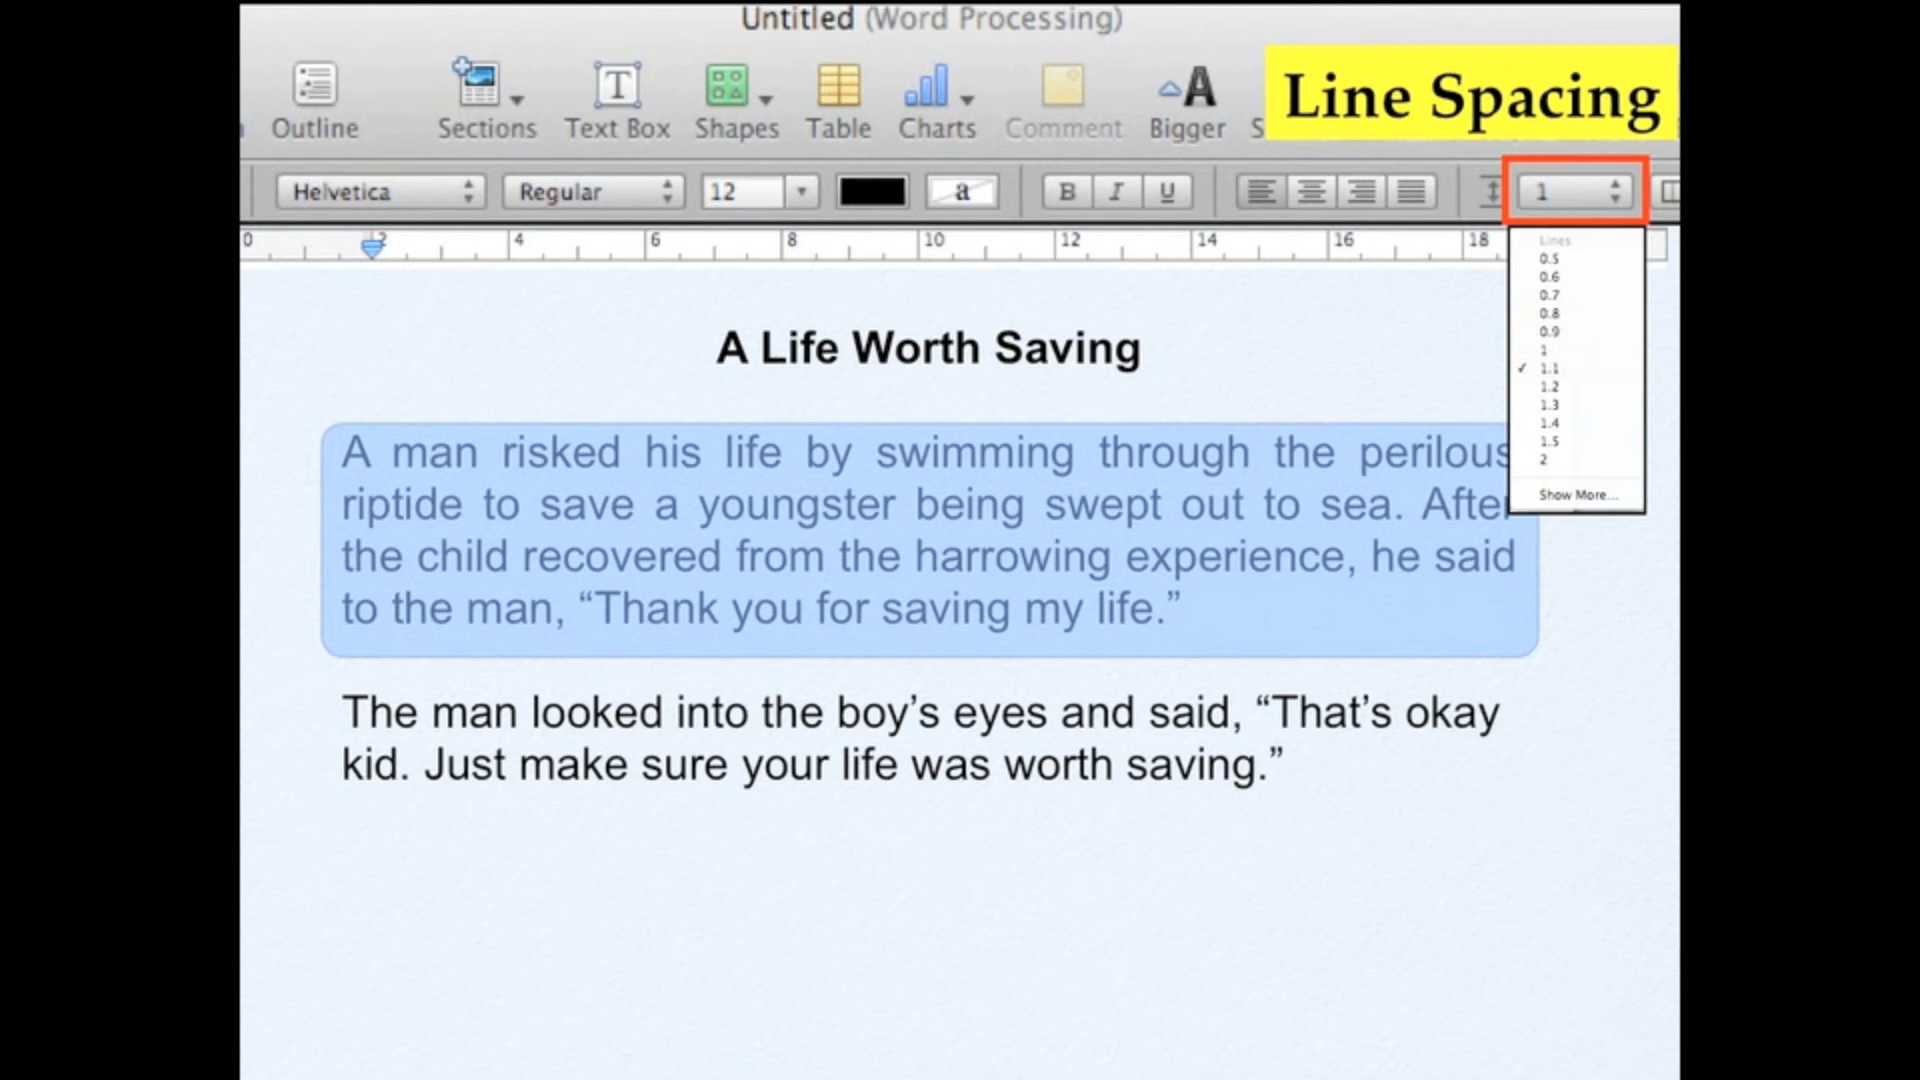 Untitled (Word Processing)
Line Spacing
Outline Sections Text Box Shapes Table Charts Comment Bigger S
Helvetica Regular 12 a B I U 1
0 2 4 6 8 10 12 14 16 18
Lines
0.5
0.6
0.7
0.8
0.9
1
✓ 1.1
1.2
1.3
1.4
1.5
2
Show More...
A Life Worth Saving
A man risked his life by swimming through the perilous
riptide to save a youngster being swept out to sea. After
the child recovered from the harrowing experience, he said
to the man, “Thank you for saving my life.”
The man looked into the boy’s eyes and said, “That’s okay
kid. Just make sure your life was worth saving.”